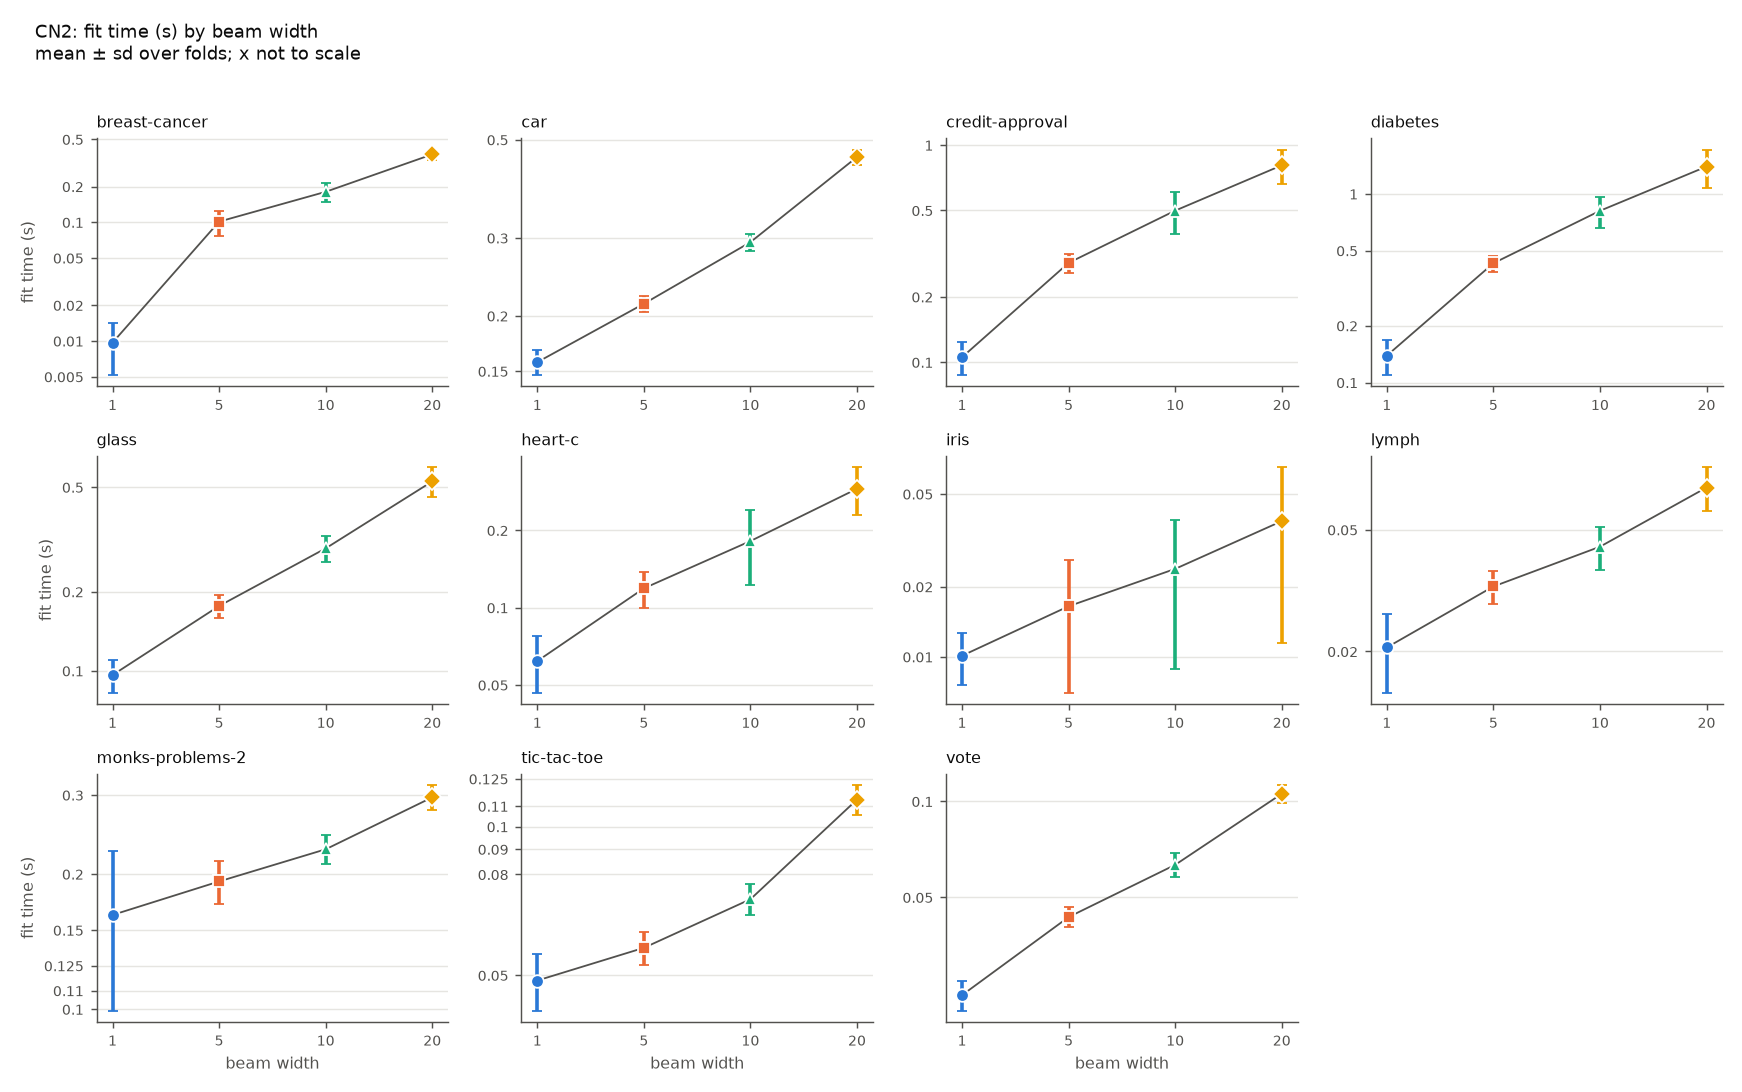 CN2: fit time (s) by beam width
mean ± sd over folds; x not to scale
breast-cancer
fit time (s)
0.5
0.2
0.1
0.05
0.02
0.01
0.005
1 5 10 20
car
0.5
0.3
0.2
0.15
1 5 10 20
credit-approval
1
0.5
0.2
0.1
1 5 10 20
diabetes
1
0.5
0.2
0.1
1 5 10 20
glass
fit time (s)
0.5
0.2
0.1
1 5 10 20
heart-c
0.2
0.1
0.05
1 5 10 20
iris
0.05
0.02
0.01
1 5 10 20
lymph
0.05
0.02
1 5 10 20
monks-problems-2
fit time (s)
0.3
0.2
0.15
0.125
0.11
0.1
1 5 10 20
beam width
tic-tac-toe
0.125
0.11
0.1
0.09
0.08
0.05
1 5 10 20
beam width
vote
0.1
0.05
1 5 10 20
beam width